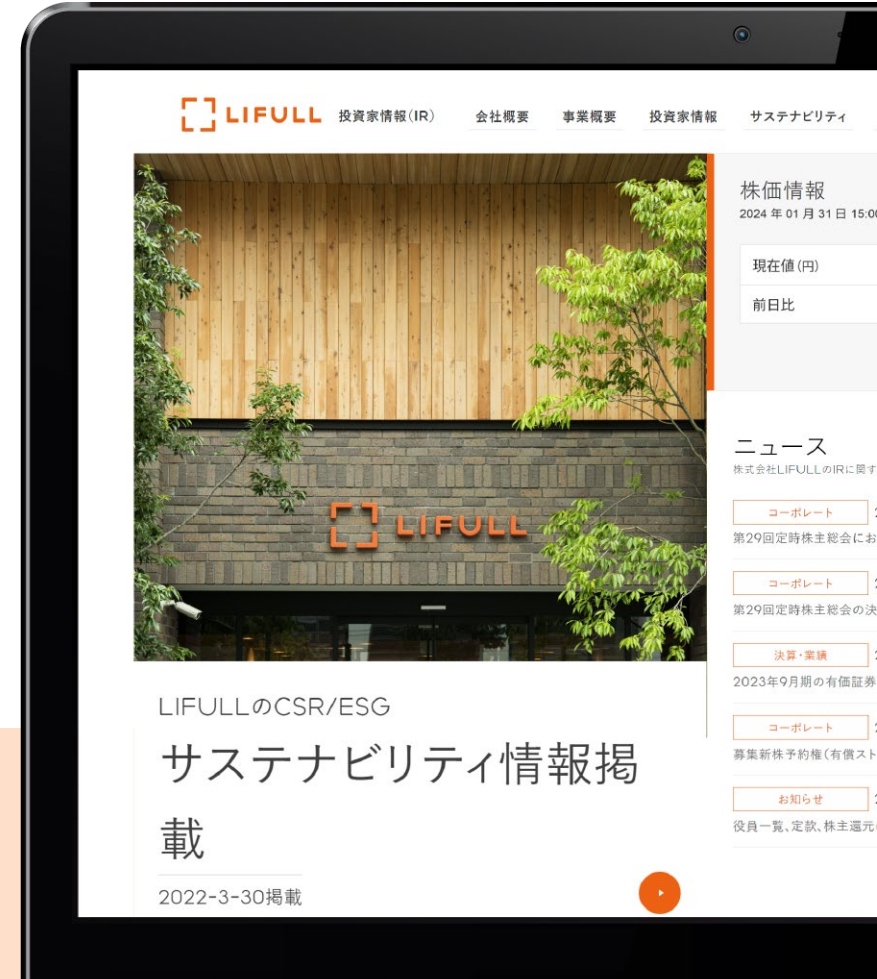 LIFULL 投資家情報(IR) 会社概要 事業概要 投資家情報 サステナビリティ
株価情報
2024 年 01 月 31 日 15:00
現在値 (円)
前日比
LIFULL
ニュース
株式会社LIFULLのIRに関す
コーポレート 2
第29回定時株主総会にお
コーポレート 2
第29回定時株主総会の決
決算・業績 2
2023年9月期の有価証券
コーポレート 2
募集新株予約権(有償スト
お知らせ 2
役員一覧、定款、株主還元
LIFULLのCSR/ESG
サステナビリティ情報掲
載
2022-3-30掲載